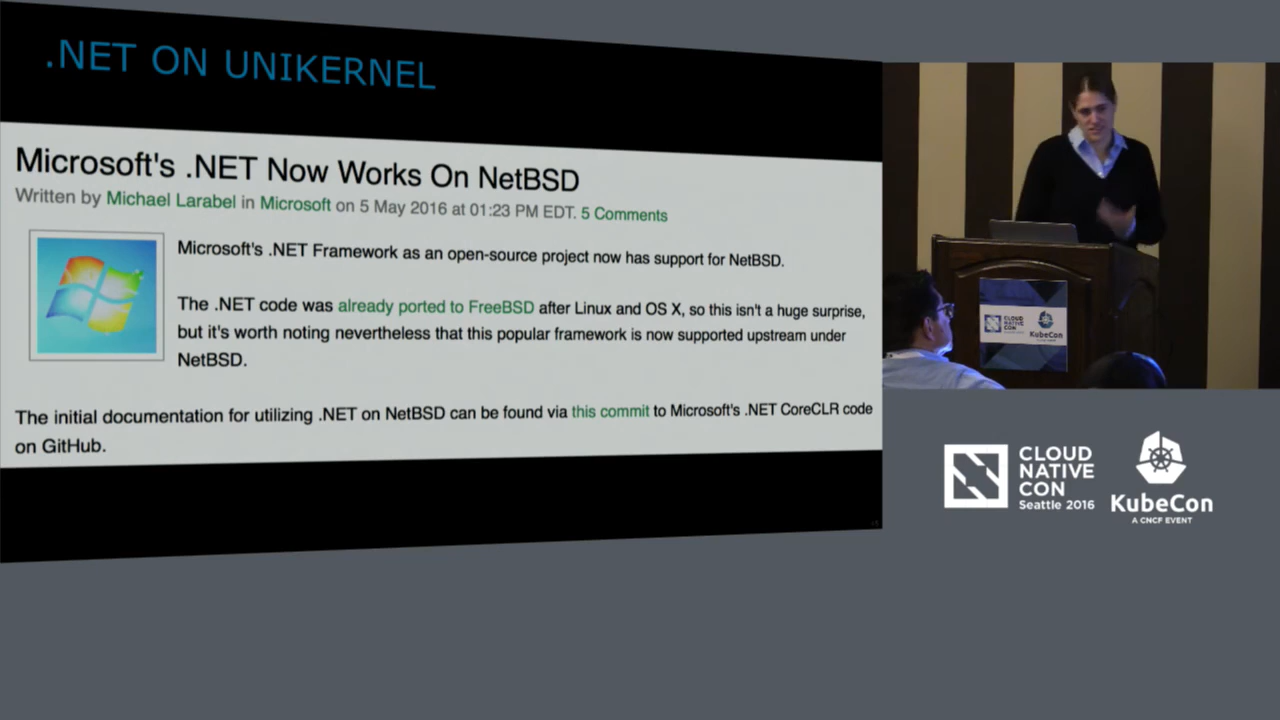 .NET ON UNIKERNEL
Microsoft's .NET Now Works On NetBSD
Written by Michael Larabel in Microsoft on 5 May 2016 at 01:23 PM EDT. 5 Comments
Microsoft's .NET Framework as an open-source project now has support for NetBSD.
The .NET code was already ported to FreeBSD after Linux and OS X, so this isn't a huge surprise,
but it's worth noting nevertheless that this popular framework is now supported upstream under
NetBSD.
The initial documentation for utilizing .NET on NetBSD can be found via this commit to Microsoft's .NET CoreCLR code
on GitHub.
CLOUD
NATIVE
CON
KubeCon
CLOUD
NATIVE
CON
Seattle 2016
KubeCon
A CNCF EVENT